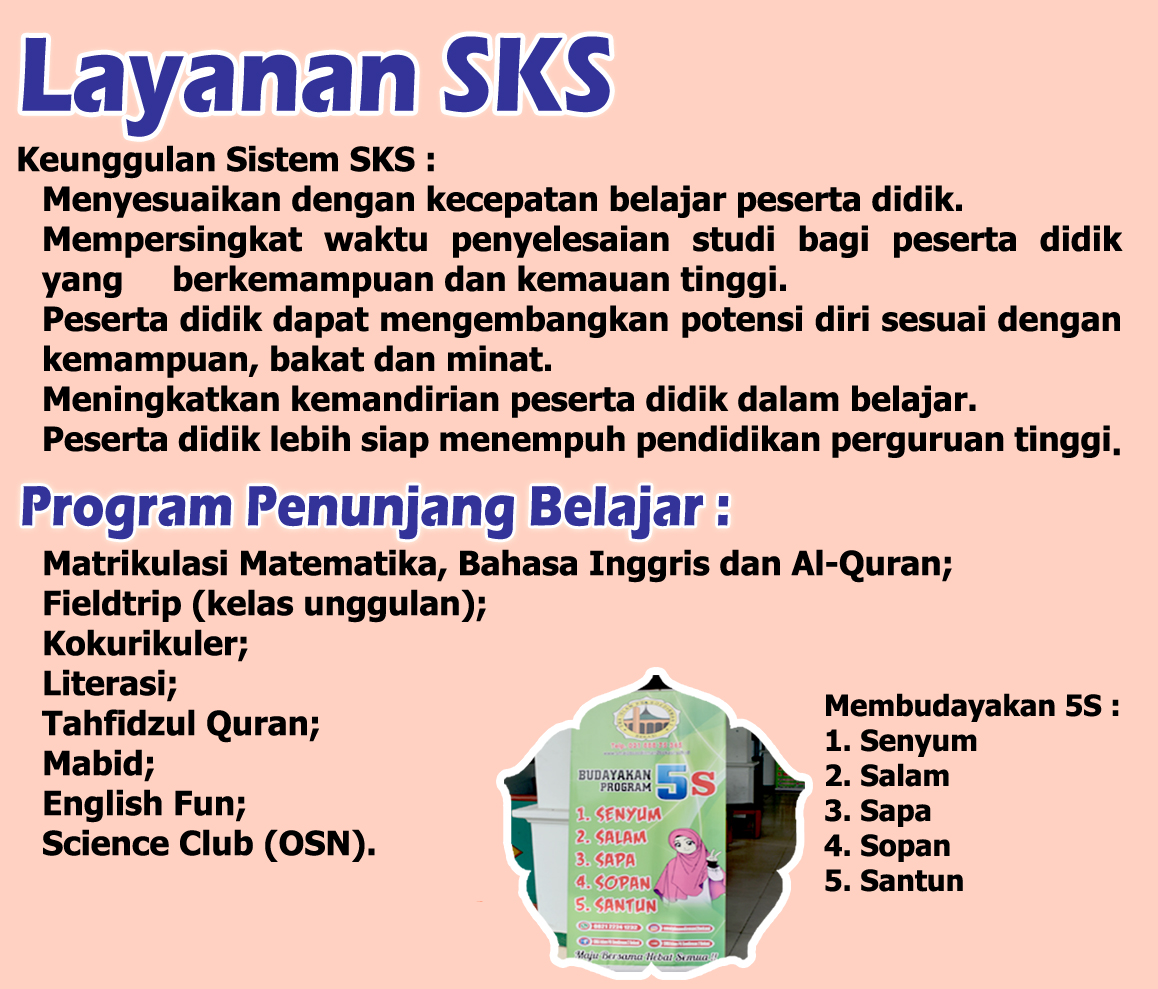 Layanan SKS
Keunggulan Sistem SKS :
Menyesuaikan dengan kecepatan belajar peserta didik.
Mempersingkat waktu penyelesaian studi bagi peserta didik
yang berkemampuan dan kemauan tinggi.
Peserta didik dapat mengembangkan potensi diri sesuai dengan
kemampuan, bakat dan minat.
Meningkatkan kemandirian peserta didik dalam belajar.
Peserta didik lebih siap menempuh pendidikan perguruan tinggi.
Program Penunjang Belajar :
Matrikulasi Matematika, Bahasa Inggris dan Al-Quran;
Fieldtrip (kelas unggulan);
Kokurikuler;
Literasi;
Tahfidzul Quran;
Mabid;
English Fun;
Science Club (OSN).
BUDAYAKAN
PROGRAM 5S
1. SENYUM
2. SALAM
3. SAPA
4. SOPAN
5. SANTUN
Maju Bersama Hebat Semua !!
Membudayakan 5S :
1. Senyum
2. Salam
3. Sapa
4. Sopan
5. Santun